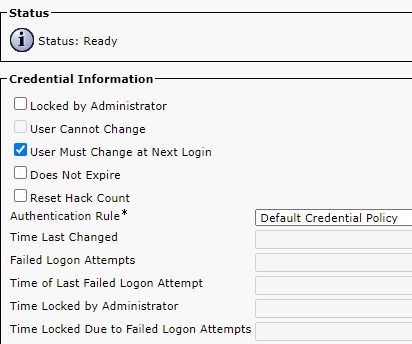 Status
Status: Ready
Credential Information
Locked by Administrator
User Cannot Change
User Must Change at Next Login
Does Not Expire
Reset Hack Count
Authentication Rule* Default Credential Policy
Time Last Changed
Failed Logon Attempts
Time of Last Failed Logon Attempt
Time Locked by Administrator
Time Locked Due to Failed Logon Attempts